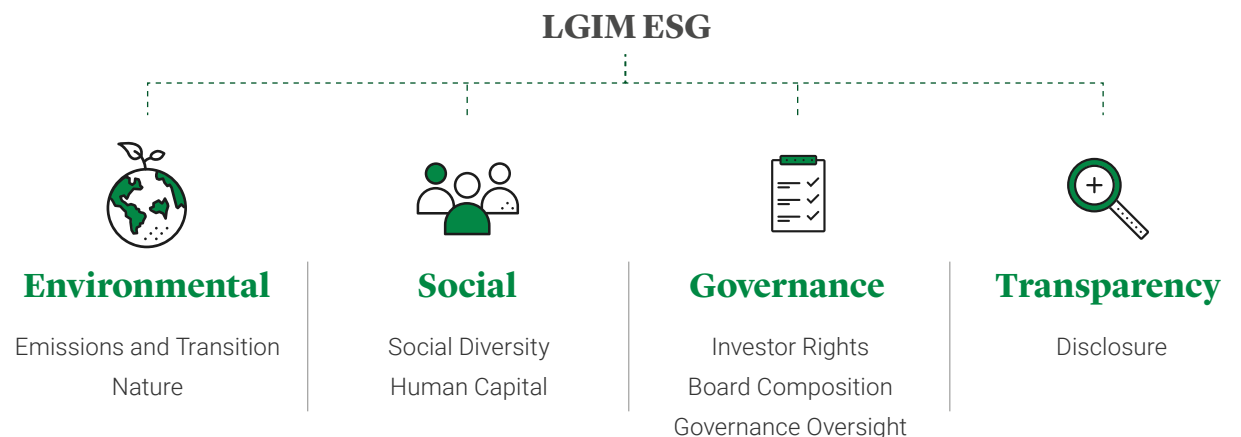 LGIM ESG
Environmental
Emissions and Transition
Nature
Social
Social Diversity
Human Capital
Governance
Investor Rights
Board Composition
Governance Oversight
Transparency
Disclosure